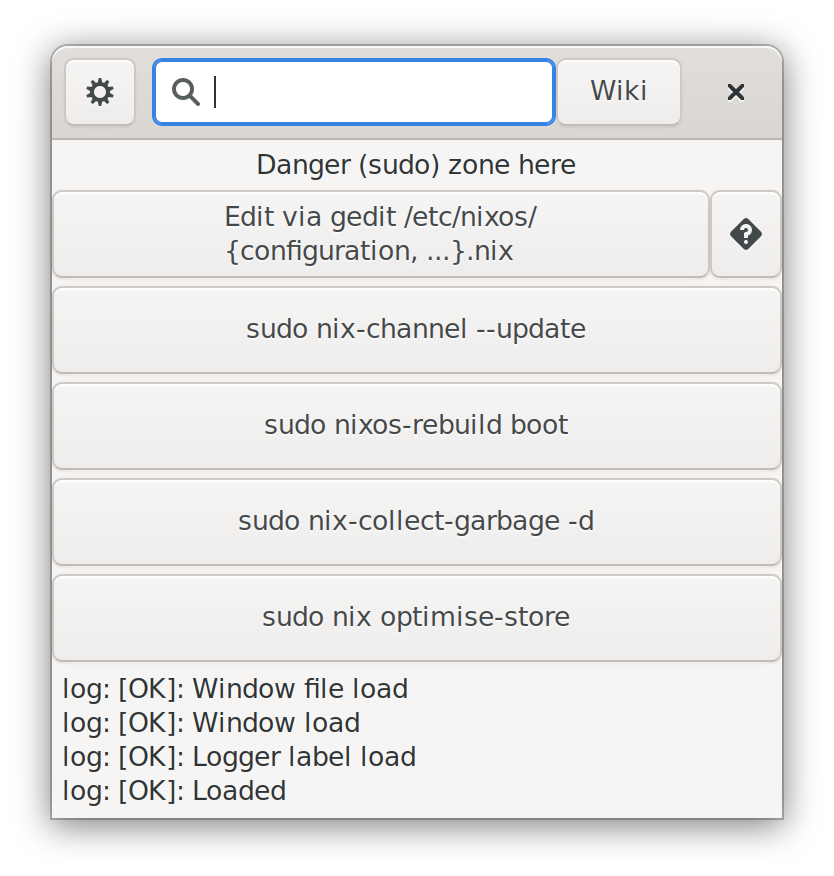 Wiki
Danger (sudo) zone here
Edit via gedit /etc/nixos/
{configuration, ...}.nix
sudo nix-channel --update
sudo nixos-rebuild boot
sudo nix-collect-garbage -d
sudo nix optimise-store
log: [OK]: Window file load
log: [OK]: Window load
log: [OK]: Logger label load
log: [OK]: Loaded